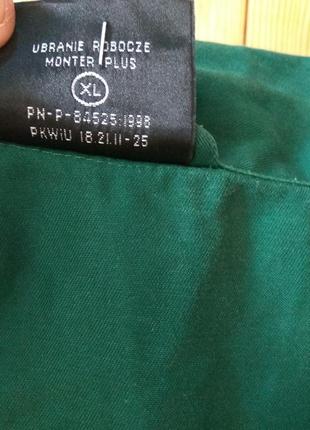 UBRANIE ROBOCZE
MONTER PLUS
XL
PN-P-84525:1998
PKWiU 18.21.11-25